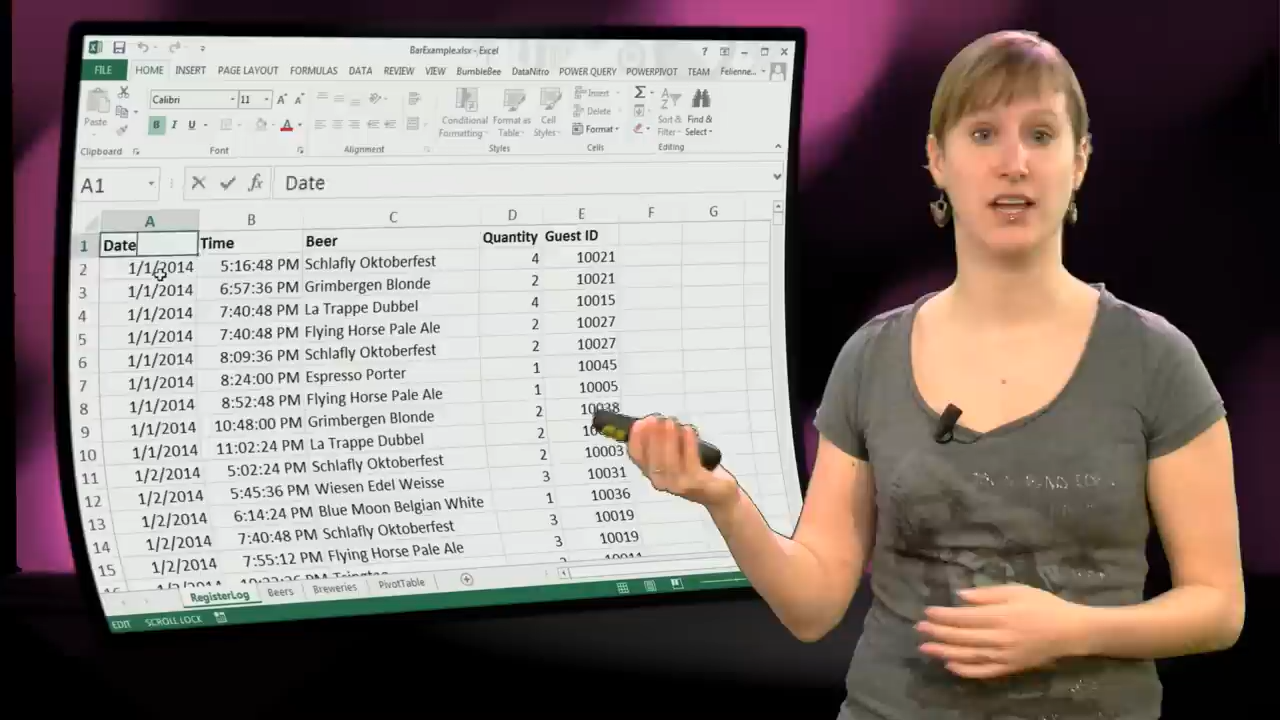 BarExample.xlsx - Excel
FILE HOME INSERT PAGE LAYOUT FORMULAS DATA REVIEW VIEW BumbleBee DataNitro POWER QUERY POWERPIVOT TEAM Felienne...
Calibri 11
Paste
B I U A
Conditional Formatting Format as Table Cell Styles
Insert
Delete
Format
Sort & Filter Find & Select
Clipboard Font Alignment Styles Cells Editing
A1 fx Date
A B C D E F G
1 Date Time Beer Quantity Guest ID
2 1/1/2014 5:16:48 PM Schlafly Oktoberfest 4 10021
3 1/1/2014 6:57:36 PM Grimbergen Blonde 2 10021
4 1/1/2014 7:40:48 PM La Trappe Dubbel 4 10015
5 1/1/2014 7:40:48 PM Flying Horse Pale Ale 2 10027
6 1/1/2014 8:09:36 PM Schlafly Oktoberfest 2 10027
7 1/1/2014 8:24:00 PM Espresso Porter 1 10045
8 1/1/2014 8:52:48 PM Flying Horse Pale Ale 1 10005
9 1/1/2014 10:48:00 PM Grimbergen Blonde 2 10038
10 1/1/2014 11:02:24 PM La Trappe Dubbel 2
11 1/2/2014 5:02:24 PM Schlafly Oktoberfest 2 10003
12 1/2/2014 5:45:36 PM Wiesen Edel Weisse 3 10031
13 1/2/2014 6:14:24 PM Blue Moon Belgian White 1 10036
14 1/2/2014 7:40:48 PM Schlafly Oktoberfest 3 10019
15 1/2/2014 7:55:12 PM Flying Horse Pale Ale 3 10019
RegisterLog Beers Breweries PivotTable
EDIT SCROLL LOCK